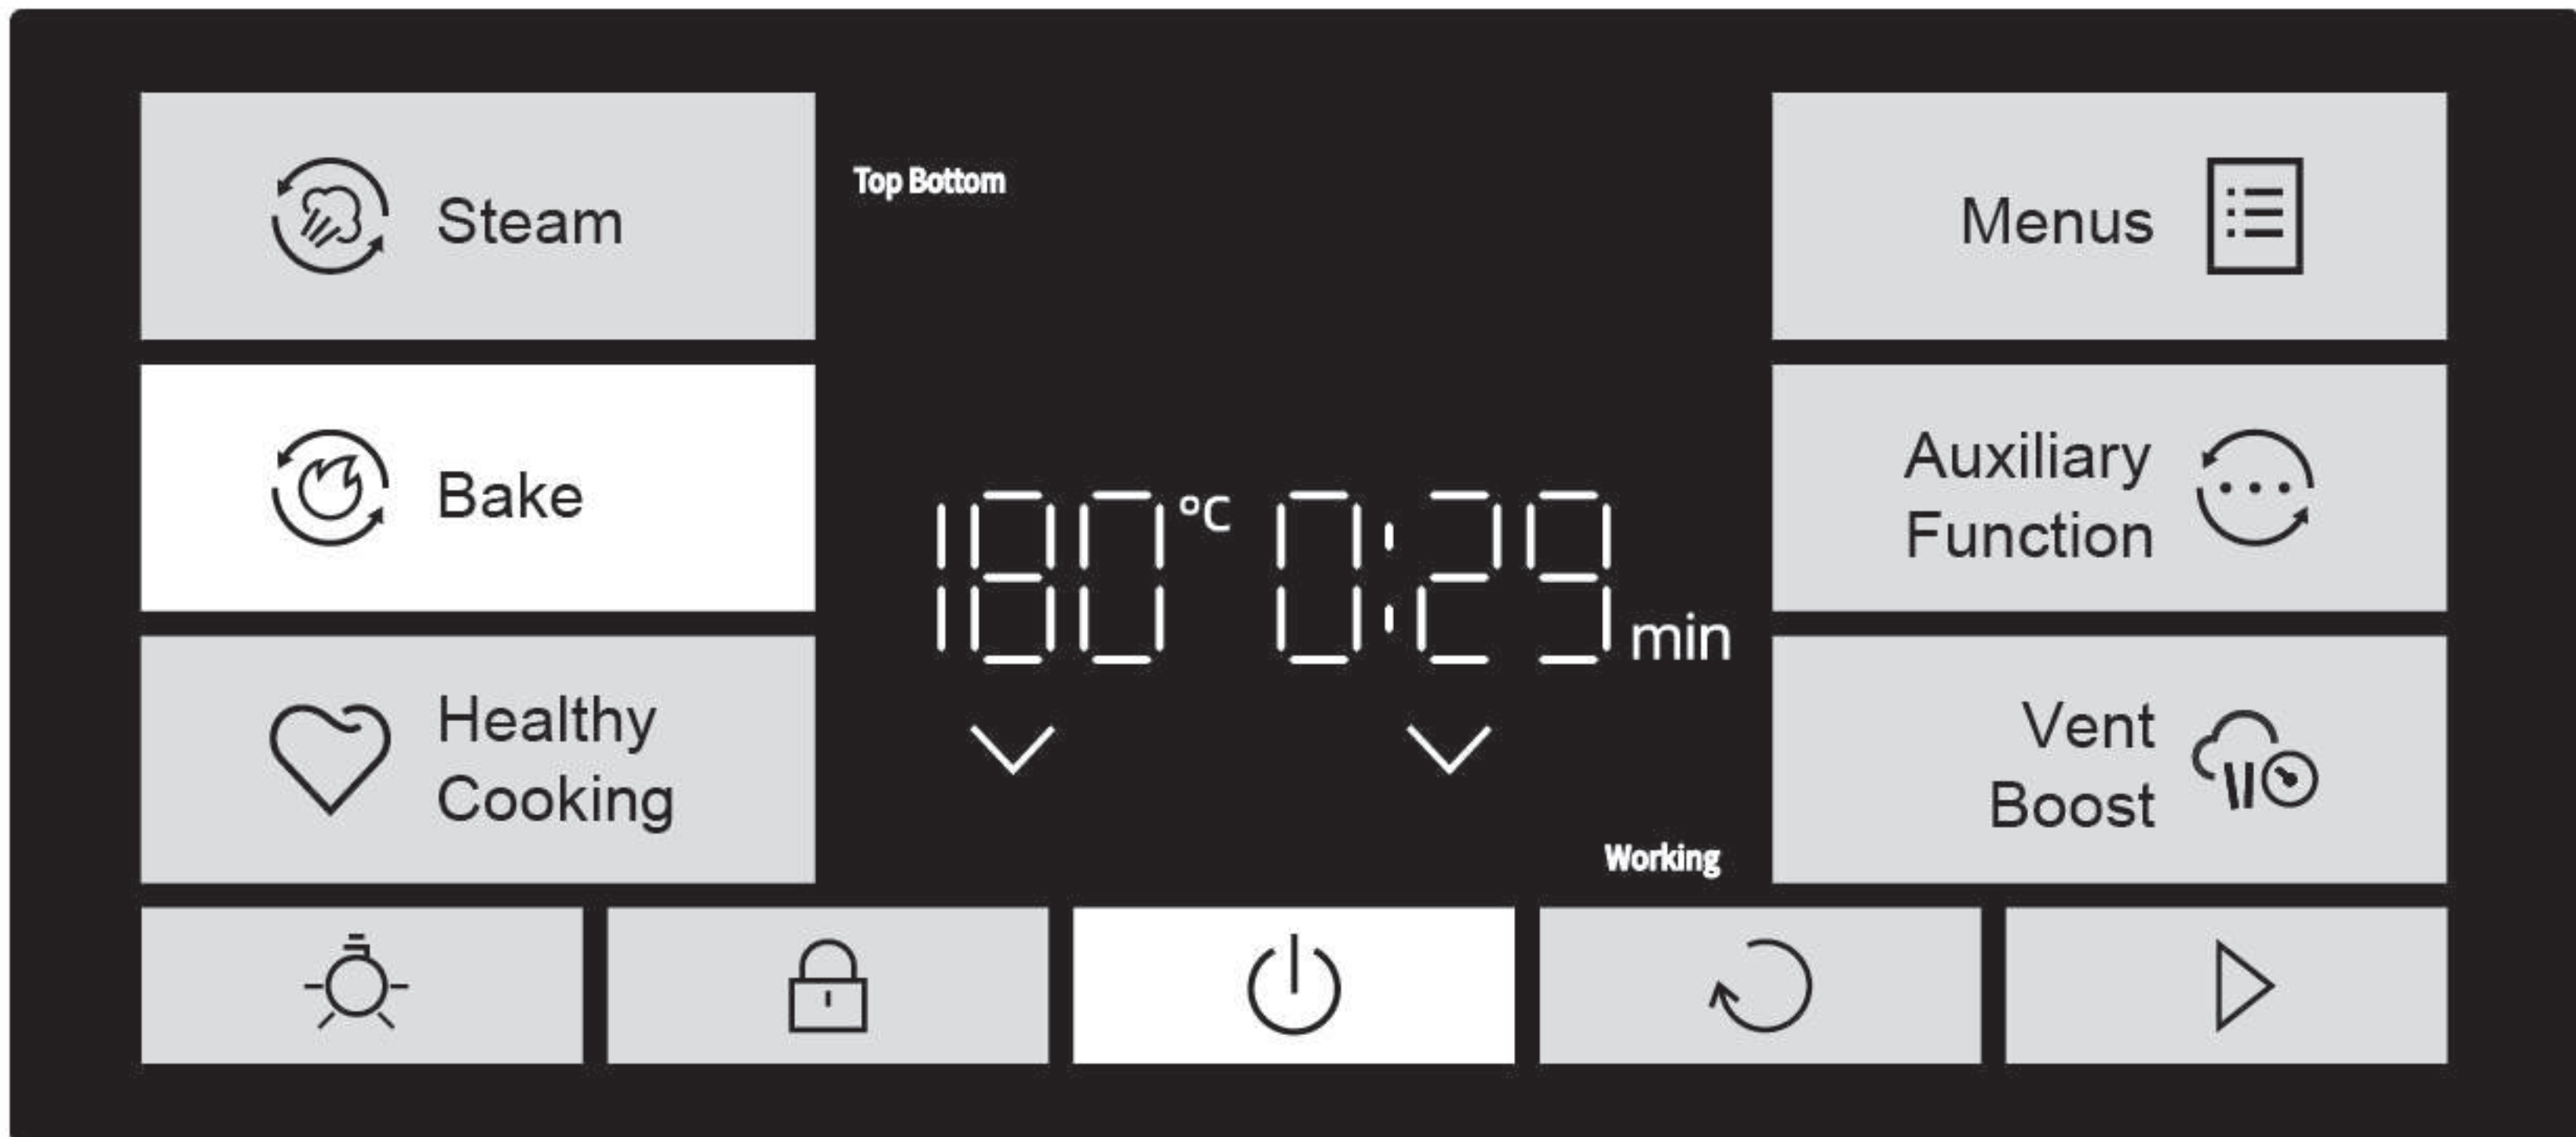 Steam
Top Bottom
Menus
Bake
180 °C 0:29 min
Auxiliary
Function
Healthy
Cooking
Vent
Boost
Working